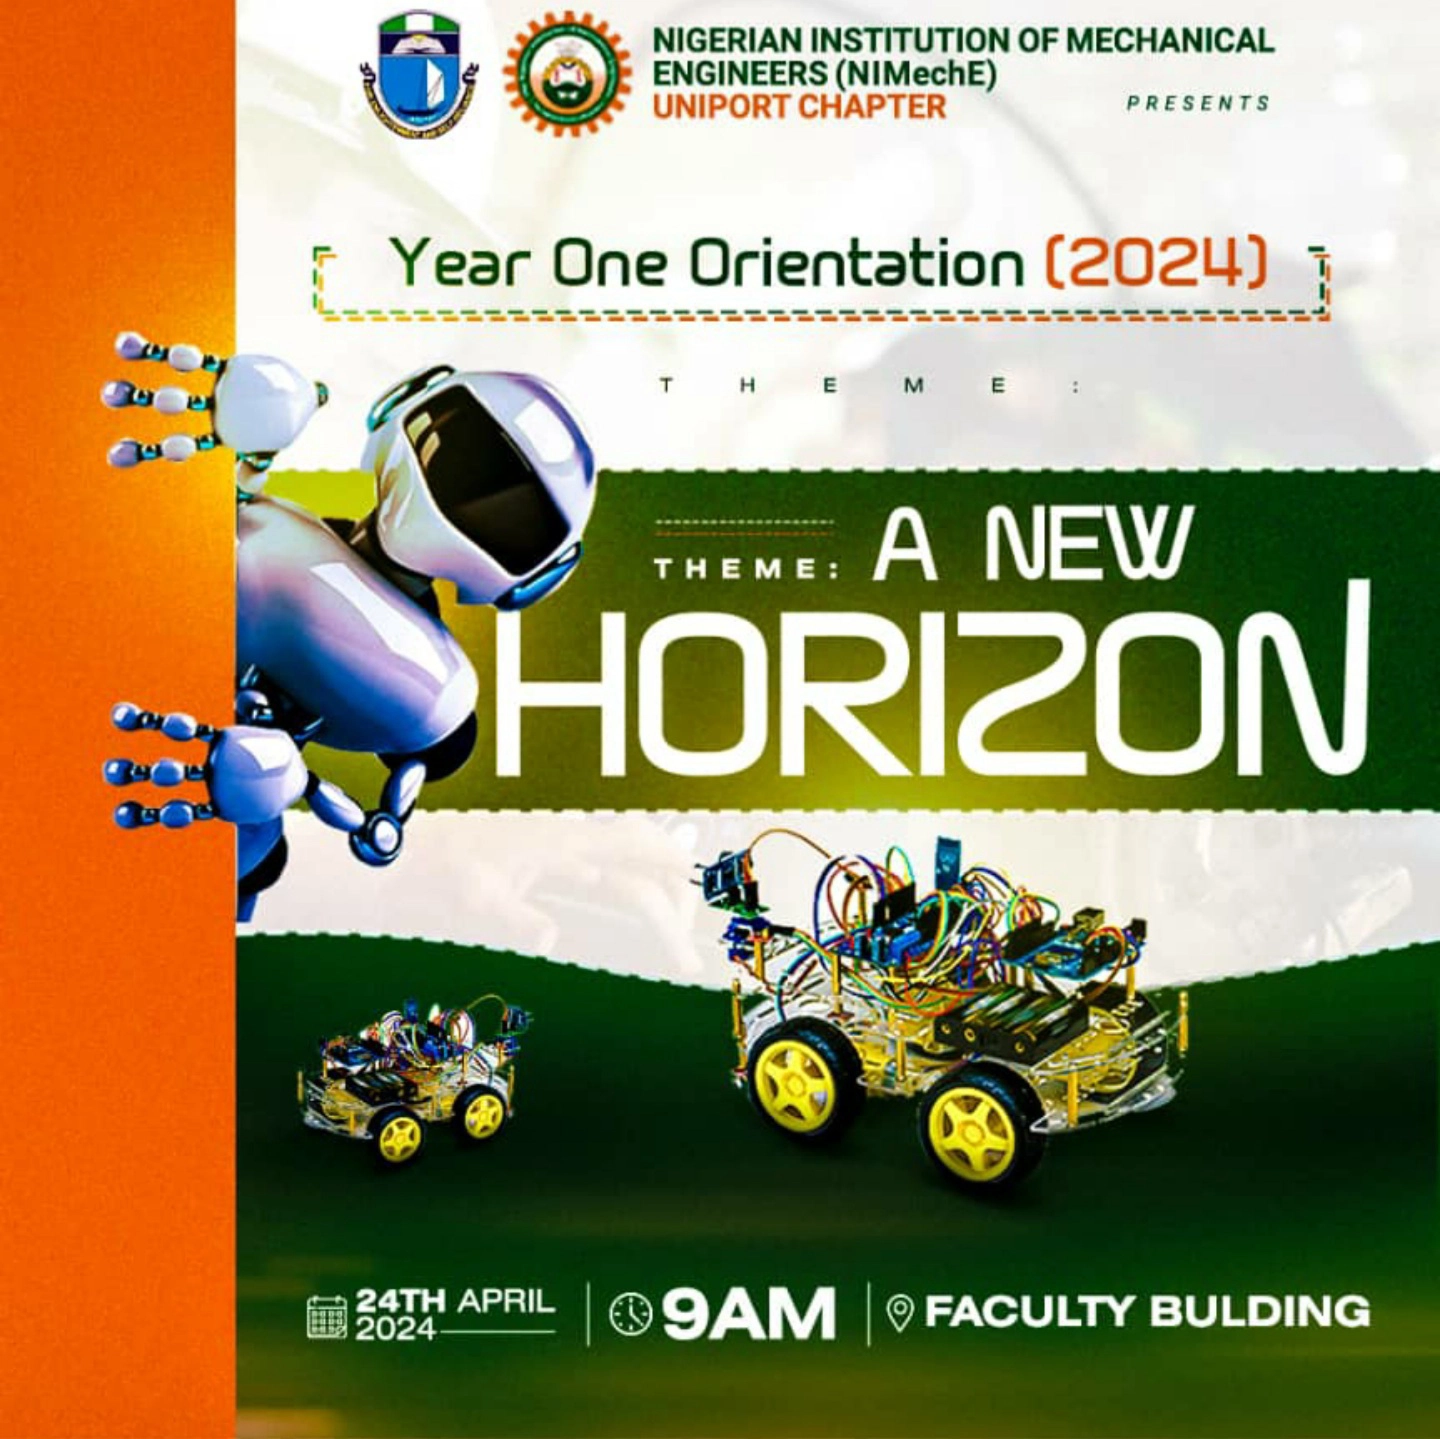 NIGERIAN INSTITUTION OF MECHANICAL
ENGINEERS (NIMechE)
UNIPORT CHAPTER
PRESENTS
Year One Orientation (2024)
THEME:
THEME: A NEW
HORIZON
24TH APRIL
2024
9AM
FACULTY BULDING